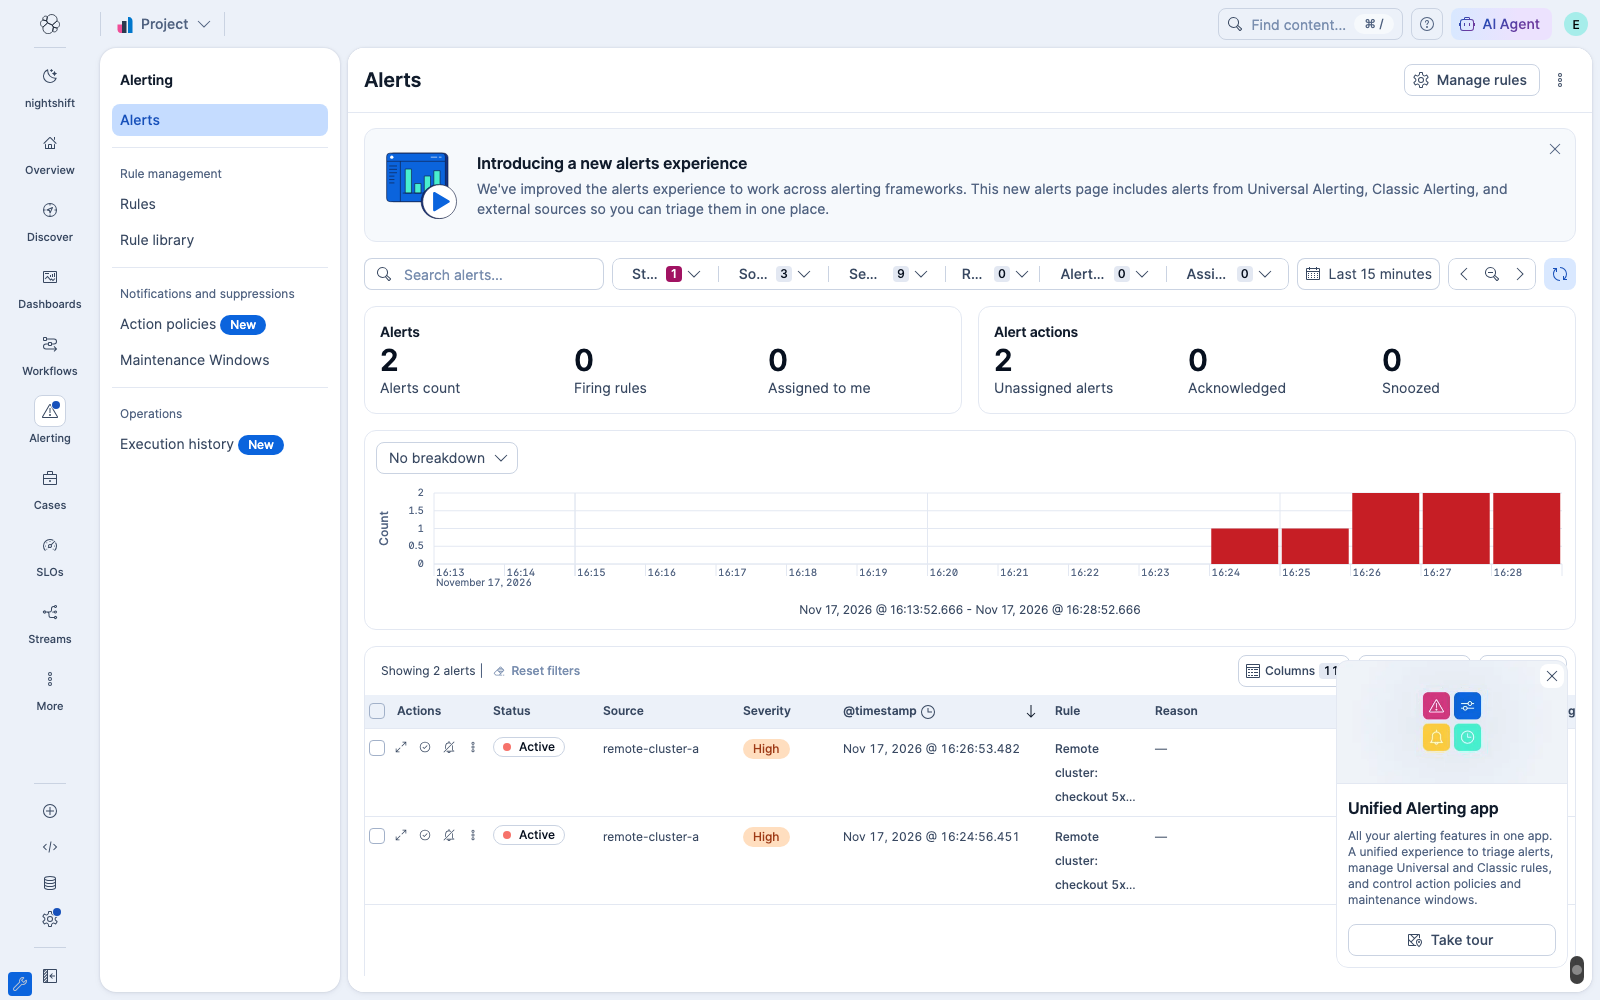 Project
Find content...
⌘ /
AI Agent
E
nightshift
Overview
Discover
Dashboards
Workflows
Alerting
Cases
SLOs
Streams
More
Alerting
Alerts
Rule management
Rules
Rule library
Notifications and suppressions
Action policies New
Maintenance Windows
Operations
Execution history New
Alerts
Manage rules
Introducing a new alerts experience
We've improved the alerts experience to work across alerting frameworks. This new alerts page includes alerts from Universal Alerting, Classic Alerting, and
external sources so you can triage them in one place.
Search alerts...
St... 1
So... 3
Se... 9
R... 0
Alert... 0
Assi... 0
Last 15 minutes
Alerts
2
Alerts count
0
Firing rules
0
Assigned to me
Alert actions
2
Unassigned alerts
0
Acknowledged
0
Snoozed
No breakdown
Count
2
1.5
1
0.5
0
16:13 16:14 16:15 16:16 16:17 16:18 16:19 16:20 16:21 16:22 16:23 16:24 16:25 16:26 16:27 16:28
November 17, 2026
Nov 17, 2026 @ 16:13:52.666 - Nov 17, 2026 @ 16:28:52.666
Showing 2 alerts
Reset filters
Columns 11
Actions Status Source Severity @timestamp Rule Reason
Active remote-cluster-a High Nov 17, 2026 @ 16:26:53.482 Remote —
cluster:
checkout 5x...
Active remote-cluster-a High Nov 17, 2026 @ 16:24:56.451 Remote —
cluster:
checkout 5x...
Unified Alerting app
All your alerting features in one app.
A unified experience to triage alerts,
manage Universal and Classic rules,
and control action policies and
maintenance windows.
Take tour